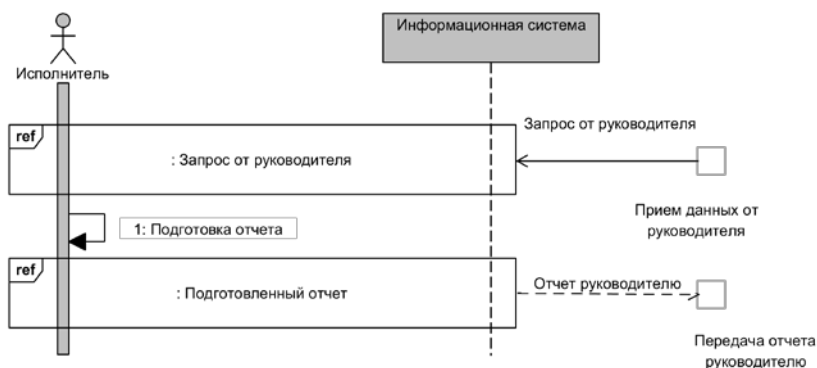 Информационная система
Исполнитель
Запрос от руководителя
ref
: Запрос от руководителя
Прием данных от
руководителя
1: Подготовка отчета
ref
: Подготовленный отчет
Отчет руководителю
Передача отчета
руководителю